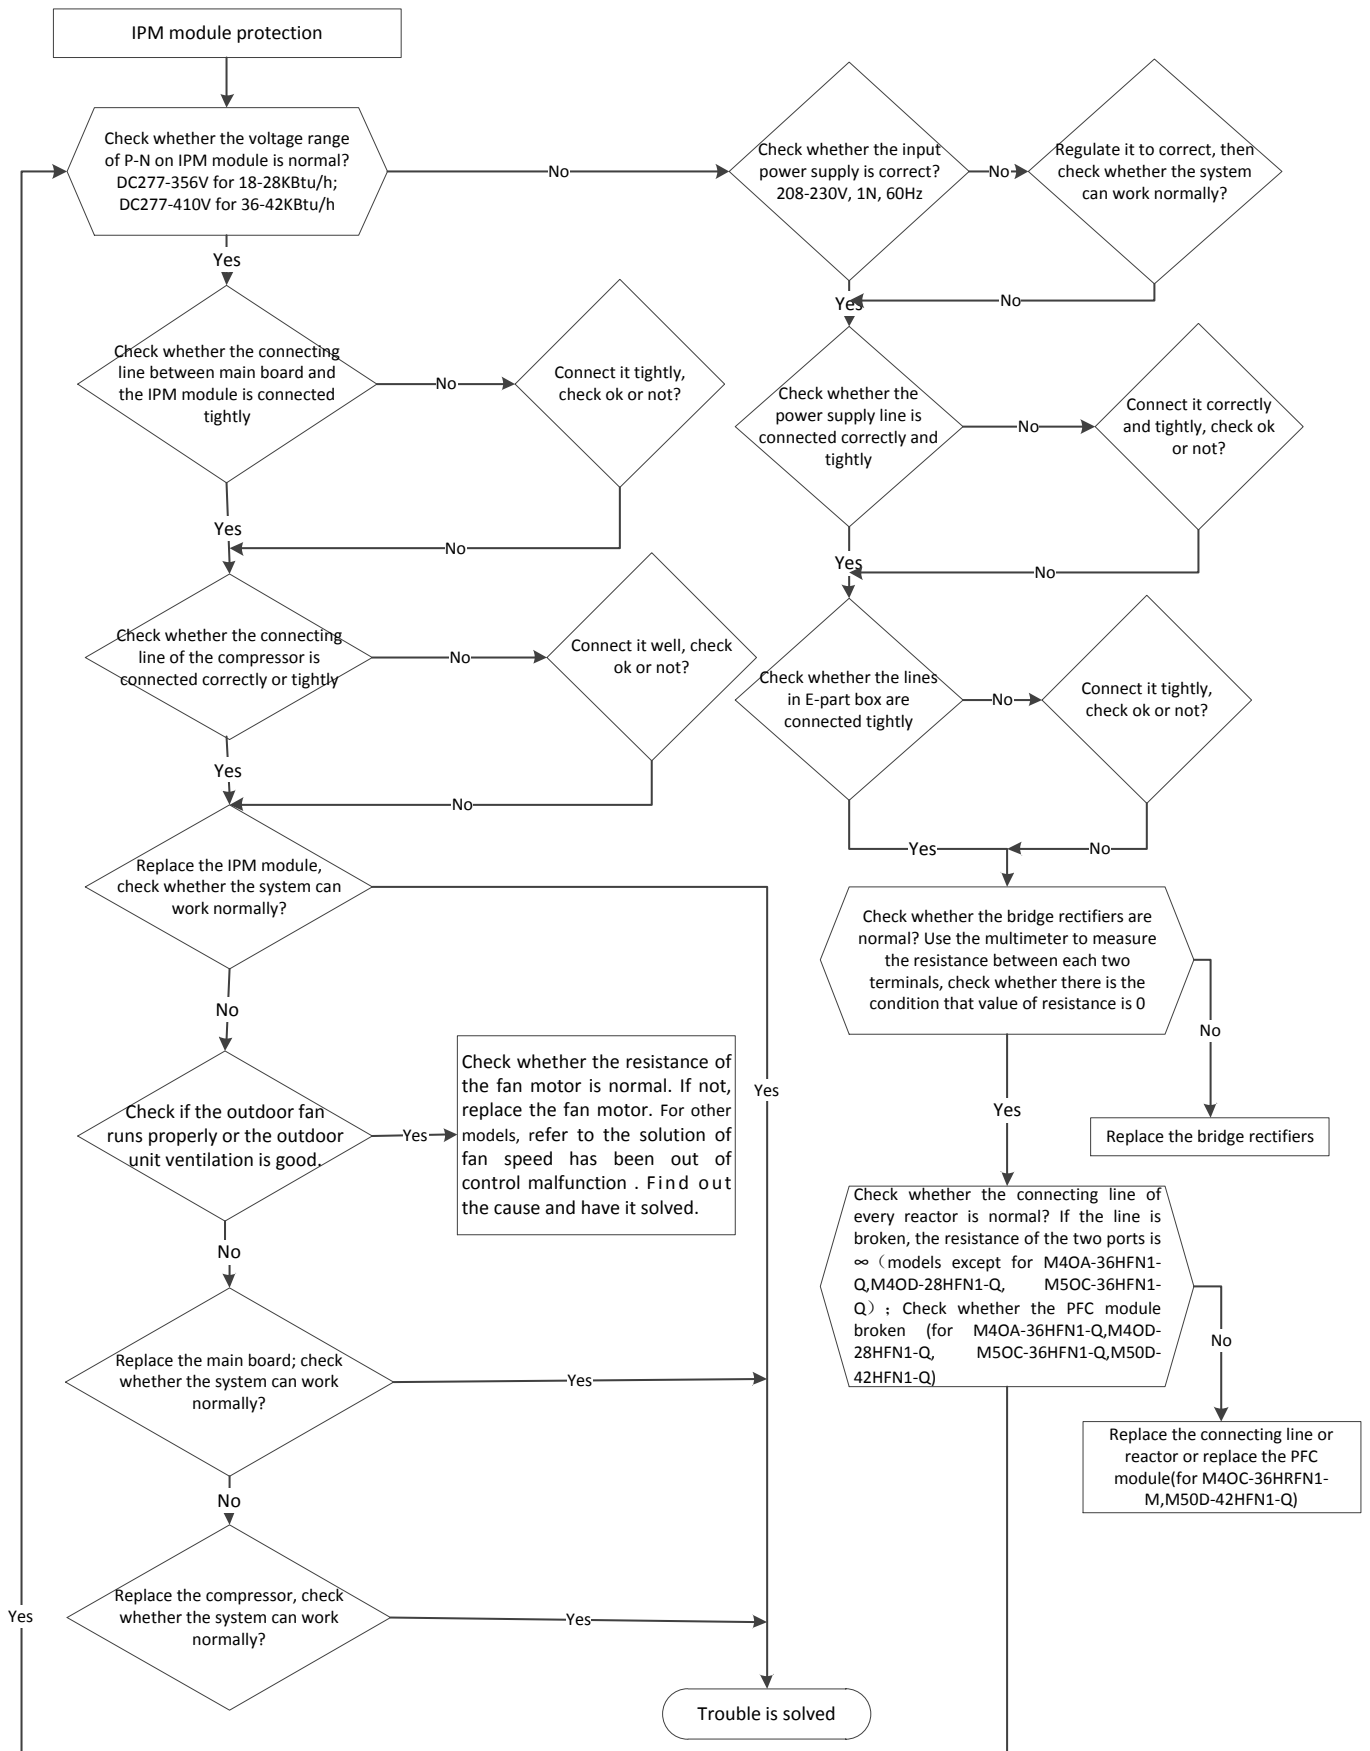 IPM module protection
Check whether the voltage range
of P-N on IPM module is normal?
DC277-356V for 18-28KBtu/h;
DC277-410V for 36-42KBtu/h
No
Check whether the input
power supply is correct?
208-230V, 1N, 60Hz
No
Regulate it to correct, then
check whether the system
can work normally?
Yes
Yes
No
Check whether the connecting
line between main board and
the IPM module is connected
tightly
No
Connect it tightly,
check ok or not?
Check whether the
power supply line is
connected correctly and
tightly
No
Connect it correctly
and tightly, check ok
or not?
Yes
No
Yes
No
Check whether the connecting
line of the compressor is
connected correctly or tightly
No
Connect it well, check
ok or not?
Check whether the lines
in E-part box are
connected tightly
No
Connect it tightly,
check ok or not?
Yes
No
Yes
No
Replace the IPM module,
check whether the system can
work normally?
Check whether the bridge rectifiers are
normal? Use the multimeter to measure
the resistance between each two
terminals, check whether there is the
condition that value of resistance is 0
No
No
Yes
Yes
Check if the outdoor fan
runs properly or the outdoor
unit ventilation is good.
Yes
Check whether the resistance of
the fan motor is normal. If not,
replace the fan motor. For other
models, refer to the solution of
fan speed has been out of
control malfunction . Find out
the cause and have it solved.
Replace the bridge rectifiers
No
Check whether the connecting line of
every reactor is normal? If the line is
broken, the resistance of the two ports is
∞（models except for M4OA-36HFN1-
Q,M4OD-28HFN1-Q, M5OC-36HFN1-
Q）；Check whether the PFC module
broken (for M4OA-36HFN1-Q,M4OD-
28HFN1-Q, M5OC-36HFN1-Q,M50D-
42HFN1-Q)
No
Replace the main board; check
whether the system can work
normally?
Yes
Replace the connecting line or
reactor or replace the PFC
module(for M4OC-36HRFN1-
M,M50D-42HFN1-Q)
No
Replace the compressor, check
whether the system can work
normally?
Yes
Yes
Trouble is solved